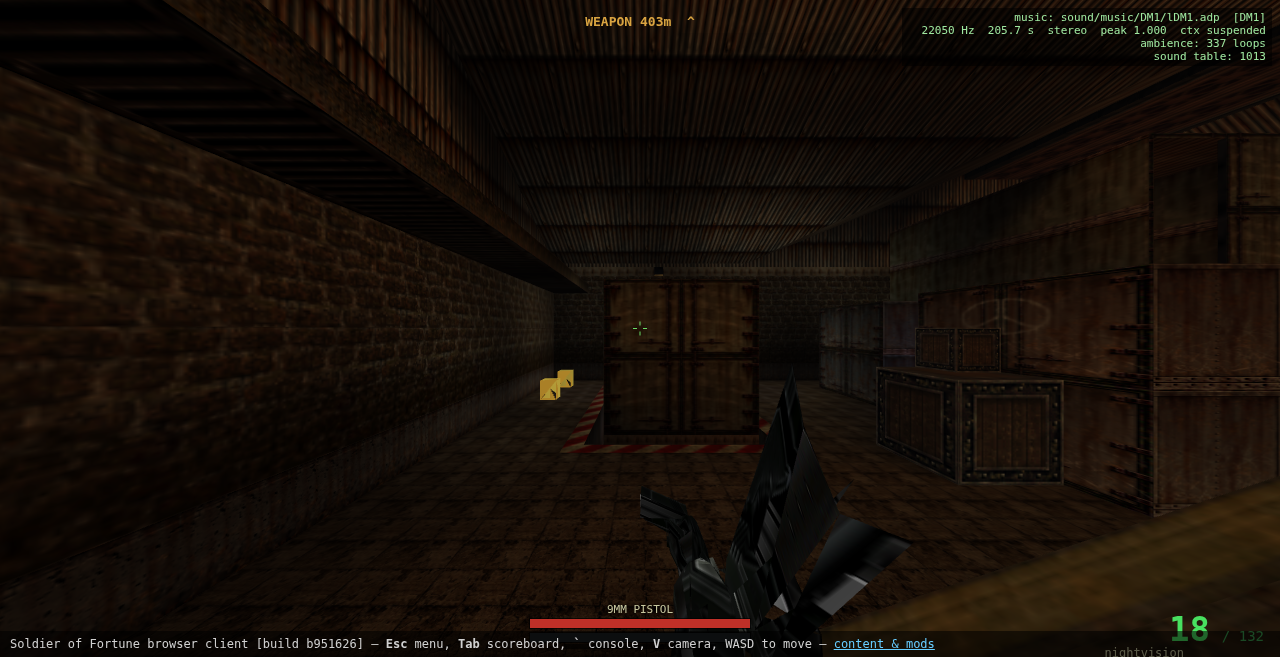 WEAPON 403m ^
music: sound/music/DM1/lDM1.adp [DM1]
22050 Hz 205.7 s stereo peak 1.000 ctx suspended
ambience: 337 loops
sound table: 1013
9MM PISTOL
18 / 132
Soldier of Fortune browser client [build b951626] — Esc menu, Tab scoreboard, ` console, V camera, WASD to move — content & mods
nightvision